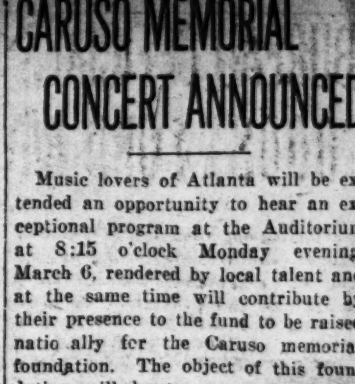 CARUSO MEMORIAL
CONCERT ANNOUNCED
Music lovers of Atlanta will be ex
tended an opportunity to hear an ex
ceptional program at the Auditorium
at 8:15 o'clock Monday evening
March 6, rendered by local talent and
at the same time will contribute by
their presence to the fund to be raised
natio ally for the Caruso memoria
foundation. The object of this foun